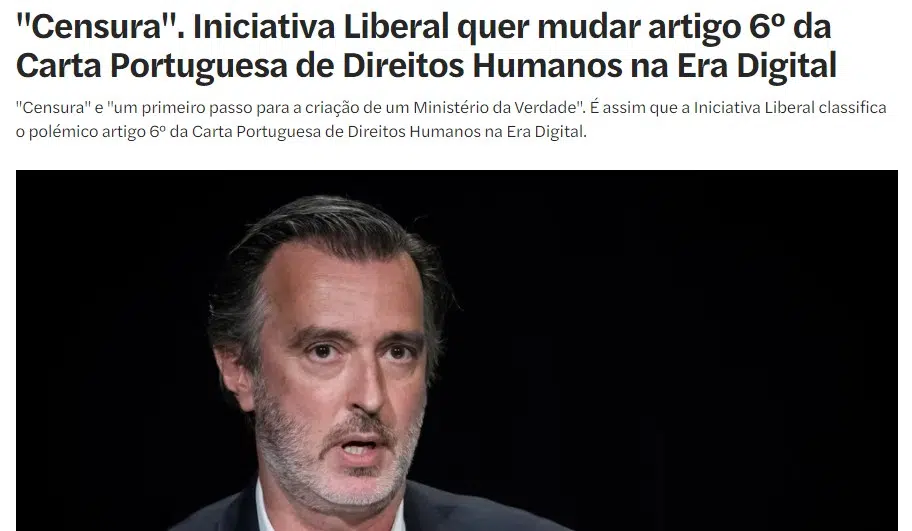 "Censura". Iniciativa Liberal quer mudar artigo 6º da
Carta Portuguesa de Direitos Humanos na Era Digital
"Censura" e "um primeiro passo para a criação de um Ministério da Verdade". É assim que a Iniciativa Liberal classifica
o polémico artigo 6º da Carta Portuguesa de Direitos Humanos na Era Digital.